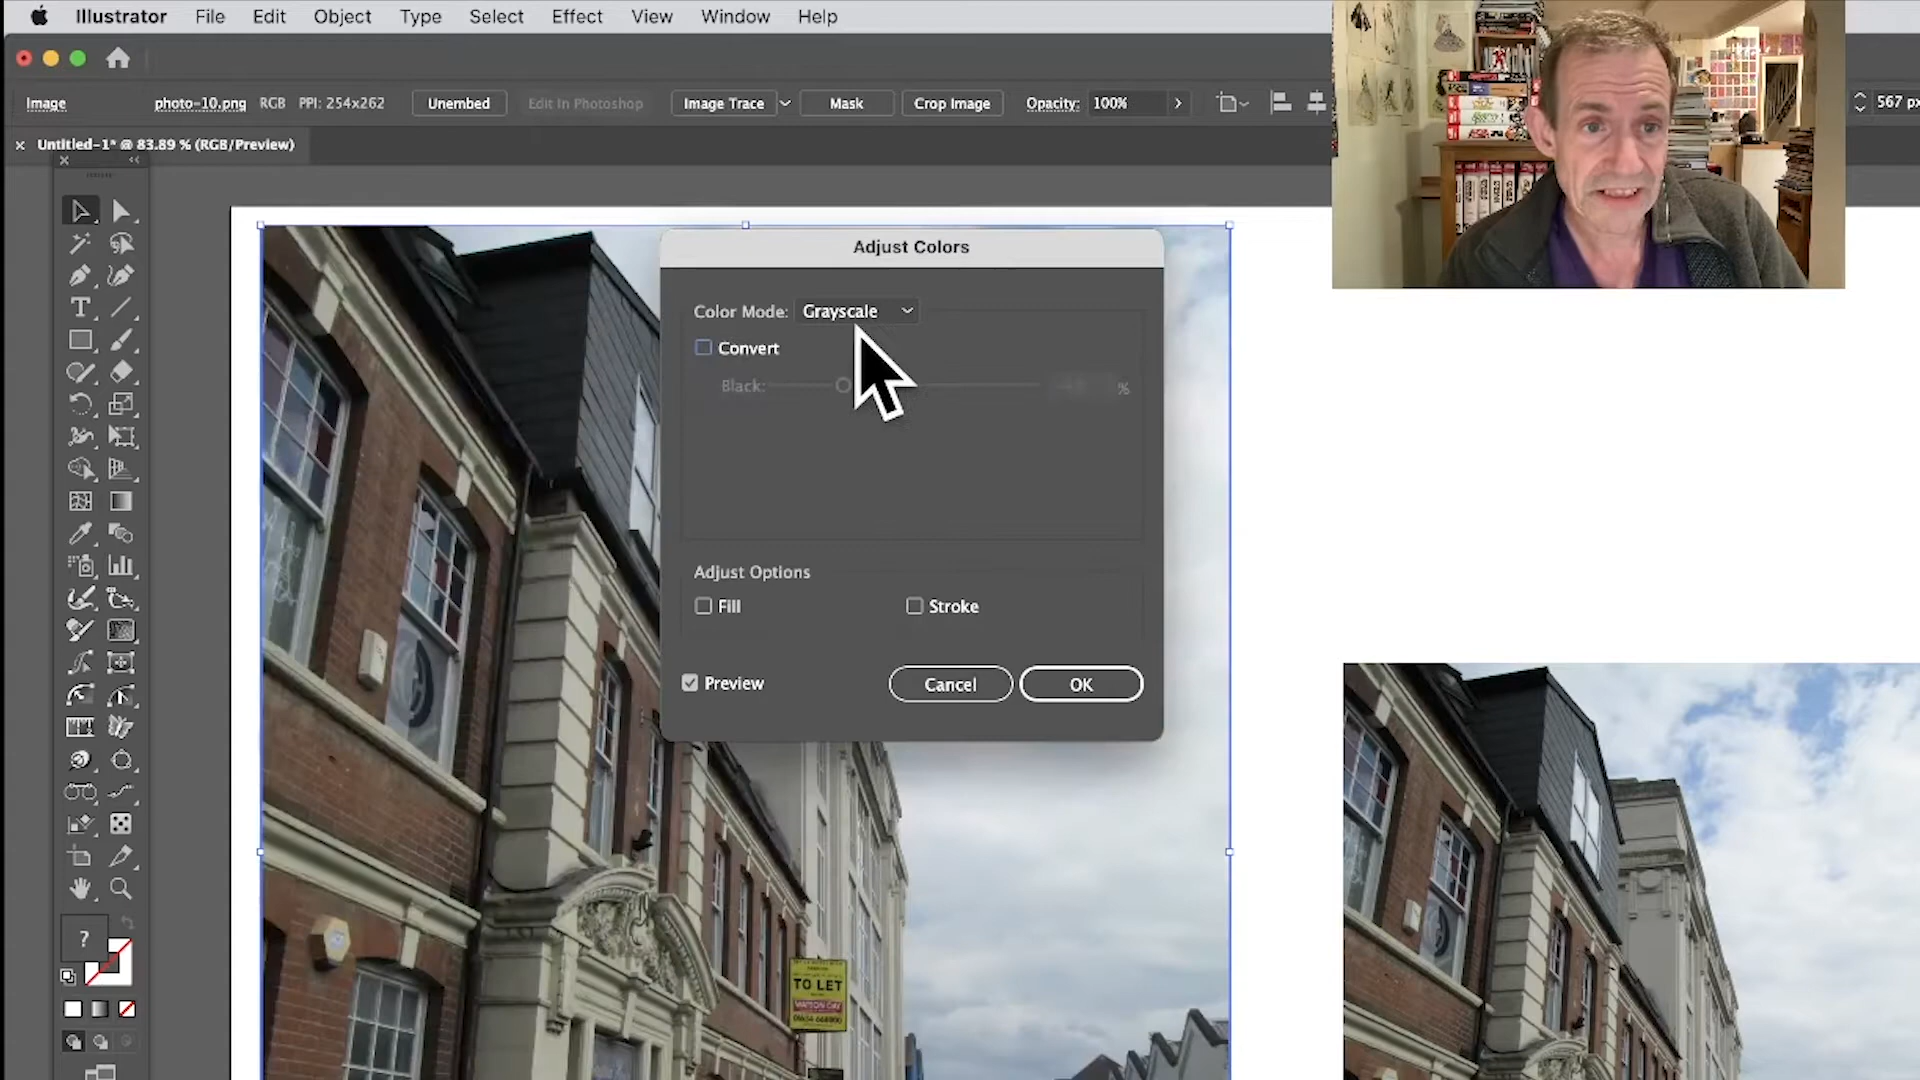 Illustrator File Edit Object Type Select Effect View Window Help
Image photo-10.png RGB PPI: 254x262 Unembed Edit In Photoshop Image Trace Mask Crop Image Opacity: 100% 567 px
Untitled-1* @ 83.89 % (RGB/Preview)
Adjust Colors
Color Mode: Grayscale
Convert
Black: %
Adjust Options
Fill Stroke
Preview Cancel OK
?
TO LET